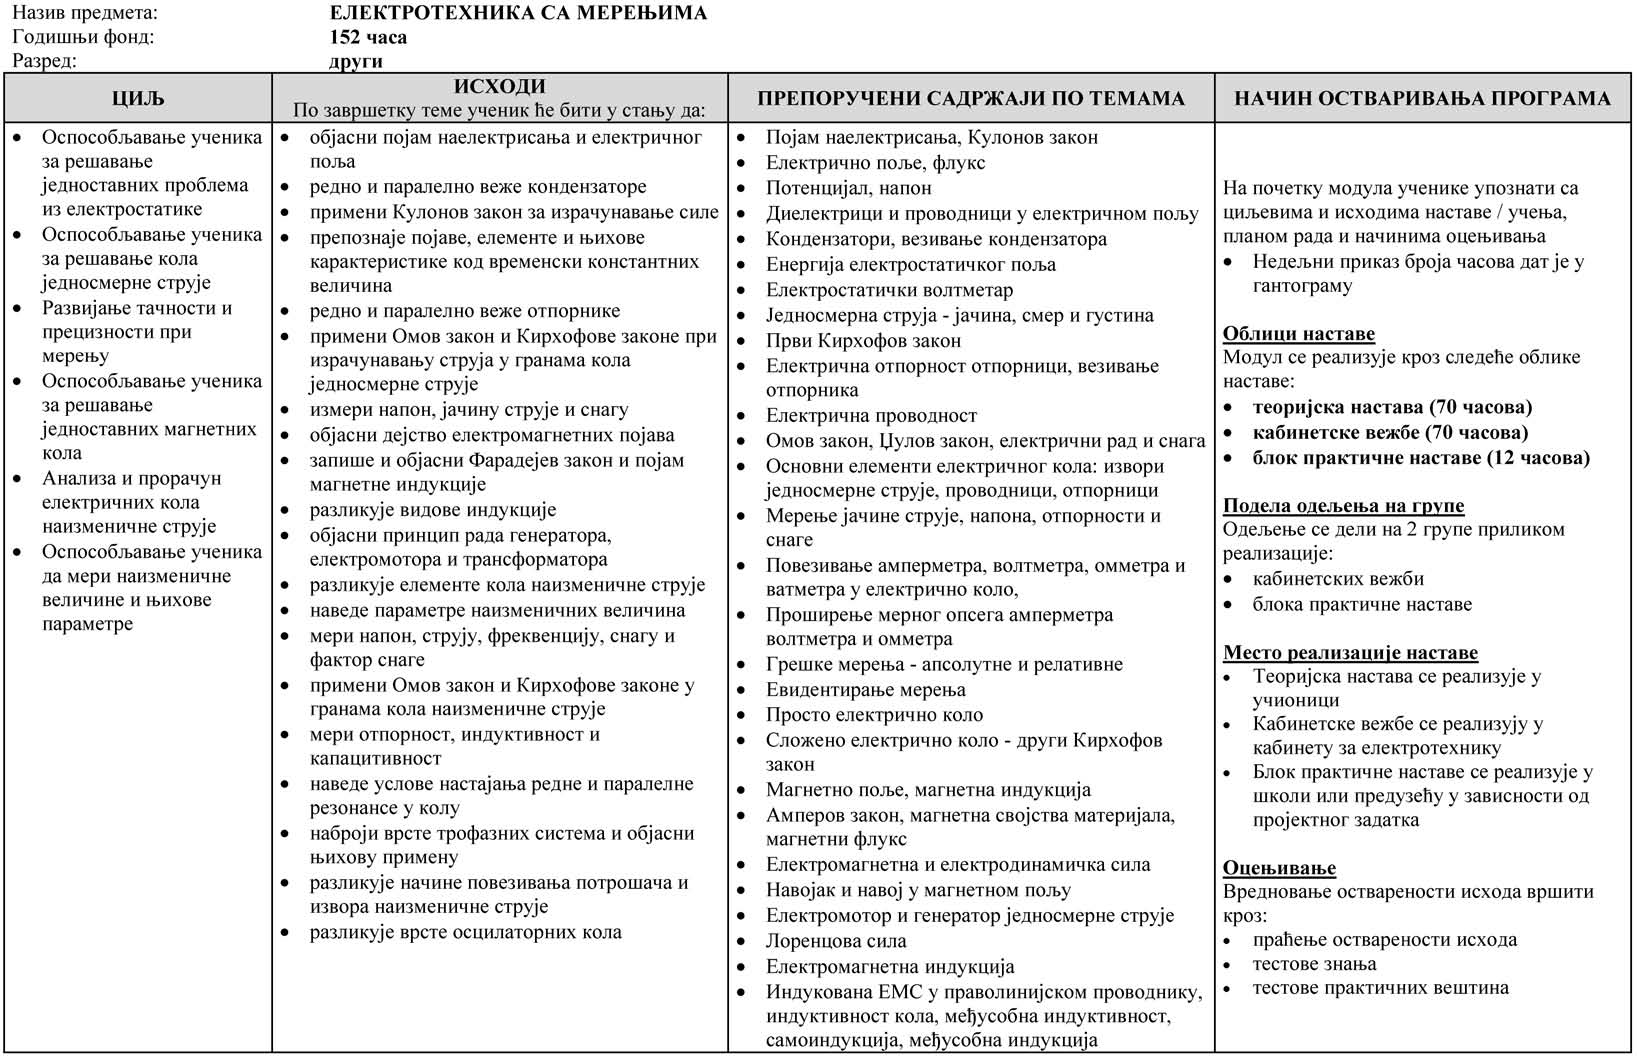 Назив предмета: ЕЛЕКТРОТЕХНИКА СА МЕРЕЊИМА
Годишњи фонд: 152 часа
Разред: други
ЦИЉ
ИСХОДИ
По завршетку теме ученик ће бити у стању да:
ПРЕПОРУЧЕНИ САДРЖАЈИ ПО ТЕМАМА
НАЧИН ОСТВАРИВАЊА ПРОГРАМА
• Оспособљавање ученика
за решавање
једноставних проблема
из електростатике
• Оспособљавање ученика
за решавање кола
једносмерне струје
• Развијање тачности и
прецизности при
мерењу
• Оспособљавање ученика
за решавање
једноставних магнетних
кола
• Анализа и прорачун
електричних кола
наизменичне струје
• Оспособљавање ученика
да мери наизменичне
величине и њихове
параметре
• објасни појам наелектрисања и електричног
поља
• редно и паралелно веже кондензаторе
• примени Кулонов закон за израчунавање силе
• препознаје појаве, елементе и њихове
карактеристике код временски константних
величина
• редно и паралелно веже отпорнике
• примени Омов закон и Кирхофове законе при
израчунавању струја у гранама кола
једносмерне струје
• измери напон, јачину струје и снагу
• објасни дејство електромагнетних појава
• запише и објасни Фарадејев закон и појам
магнетне индукције
• разликује видове индукције
• објасни принцип рада генератора,
електромотора и трансформатора
• разликује елементе кола наизменичне струје
• наведе параметре наизменичних величина
• мери напон, струју, фреквенцију, снагу и
фактор снаге
• примени Омов закон и Кирхофове законе у
гранама кола наизменичне струје
• мери отпорност, индуктивност и
капацитивност
• наведе услове настајања редне и паралелне
резонансе у колу
• наброји врсте трофазних система и објасни
њихову примену
• разликује начине повезивања потрошача и
извора наизменичне струје
• разликује врсте осцилаторних кола
• Појам наелектрисања, Кулонов закон
• Електрично поље, флукс
• Потенцијал, напон
• Диелектрици и проводници у електричном пољу
• Кондензатори, везивање кондензатора
• Енергија електростатичког поља
• Електростатички волтметар
• Једносмерна струја - јачина, смер и густина
• Први Кирхофов закон
• Електрична отпорност отпорници, везивање
отпорника
• Електрична проводност
• Омов закон, Џулов закон, електрични рад и снага
• Основни елементи електричног кола: извори
једносмерне струје, проводници, отпорници
• Мерење јачине струје, напона, отпорности и
снаге
• Повезивање амперметра, волтметра, омметра и
ватметра у електрично коло,
• Проширење мерног опсега амперметра
волтметра и омметра
• Грешке мерења - апсолутне и релативне
• Евидентирање мерења
• Просто електрично коло
• Сложено електрично коло - други Кирхофов
закон
• Магнетно поље, магнетна индукција
• Амперов закон, магнетна својства материјала,
магнетни флукс
• Електромагнетна и електродинамичка сила
• Навојак и навој у магнетном пољу
• Електромотор и генератор једносмерне струје
• Лоренцова сила
• Електромагнетна индукција
• Индукована ЕМС у праволинијском проводнику,
индуктивност кола, међусобна индуктивност,
самоиндукција, међусобна индукција
На почетку модула ученике упознати са
циљевима и исходима наставе / учења,
планом рада и начинима оцењивања
• Недељни приказ броја часова дат је у
гантограму
Облици наставе
Модул се реализује кроз следеће облике
наставе:
• теоријска настава (70 часова)
• кабинетске вежбе (70 часова)
• блок практичне наставе (12 часова)
Подела одељења на групе
Одељење се дели на 2 групе приликом
реализације:
• кабинетских вежби
• блока практичне наставе
Место реализације наставе
• Теоријска настава се реализује у
учионици
• Кабинетске вежбе се реализују у
кабинету за електротехнику
• Блок практичне наставе се реализује у
школи или предузећу у зависности од
пројектног задатка
Оцењивање
Вредновање остварености исхода вршити
кроз:
• праћење остварености исхода
• тестове знања
• тестове практичних вештина